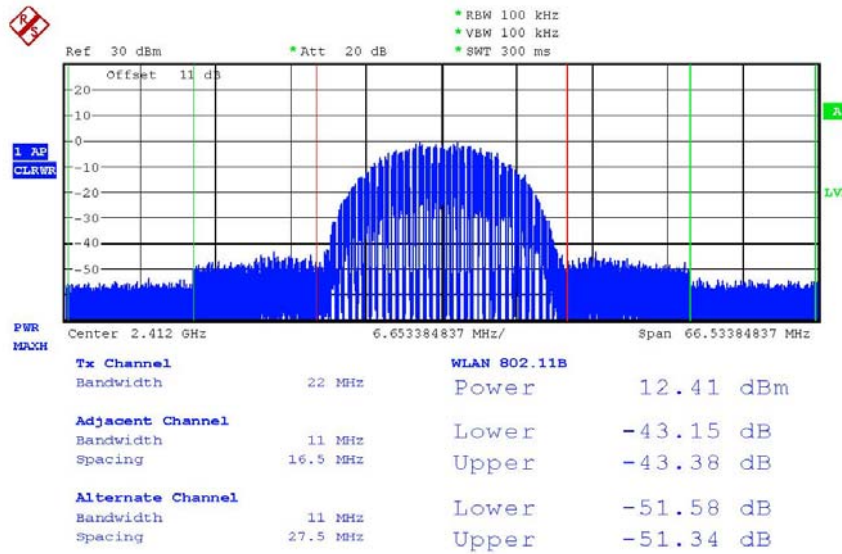 R S
* RBW 100 kHz
* VBW 100 kHz
Ref 30 dBm * Att 20 dB * SWT 300 ms
Offset 11 dB
20
10
A
0
1 AP
CLRWR
-10
-20
LV
-30
-40
-50
PWR
MAXH
Center 2.412 GHz 6.653384837 MHz/ Span 66.53384837 MHz
Tx Channel WLAN 802.11B
Bandwidth 22 MHz Power 12.41 dBm
Adjacent Channel
Bandwidth 11 MHz Lower -43.15 dB
Spacing 16.5 MHz Upper -43.38 dB
Alternate Channel
Bandwidth 11 MHz Lower -51.58 dB
Spacing 27.5 MHz Upper -51.34 dB